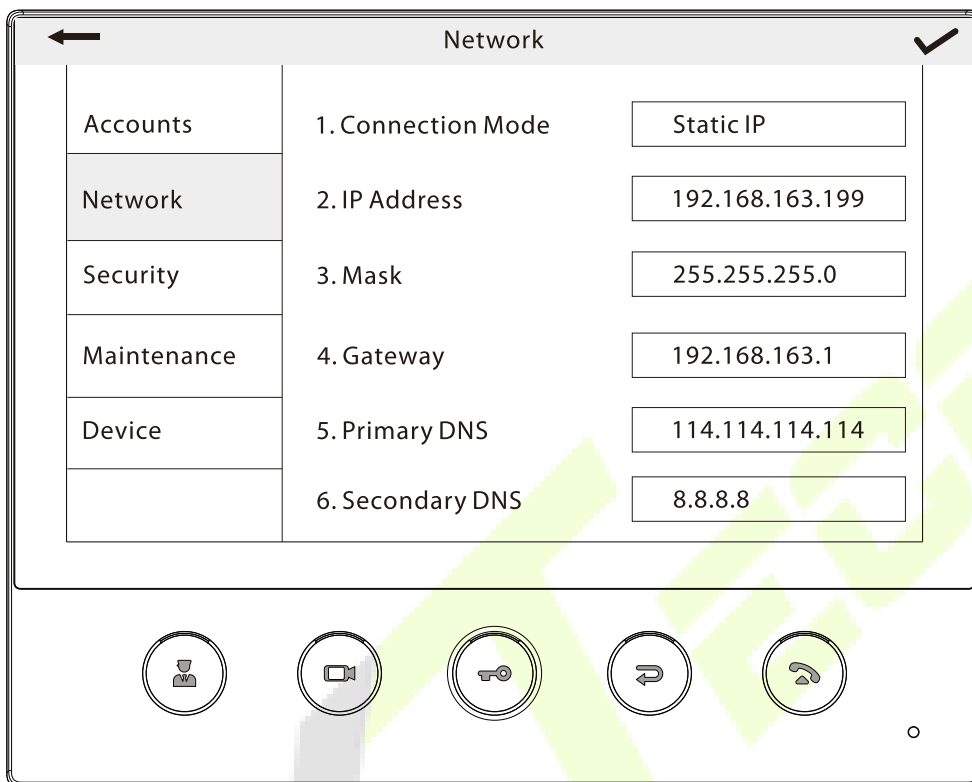 Network
Accounts
1. Connection Mode
Static IP
Network
2. IP Address
192.168.163.199
Security
3. Mask
255.255.255.0
Maintenance
4. Gateway
192.168.163.1
Device
5. Primary DNS
114.114.114.114
6. Secondary DNS
8.8.8.8